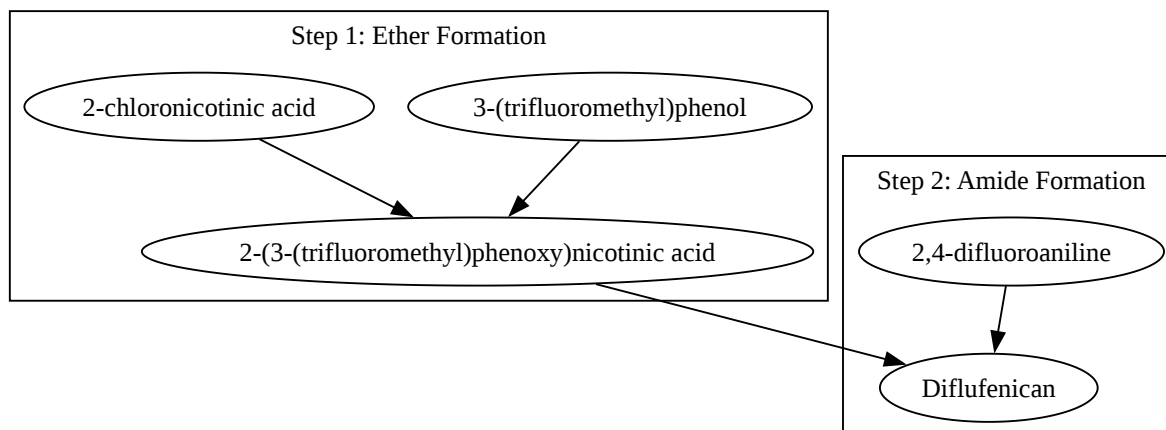 Step 1: Ether Formation
2-chloronicotinic acid
3-(trifluoromethyl)phenol
2-(3-(trifluoromethyl)phenoxy)nicotinic acid
Step 2: Amide Formation
2,4-difluoroaniline
Diflufenican